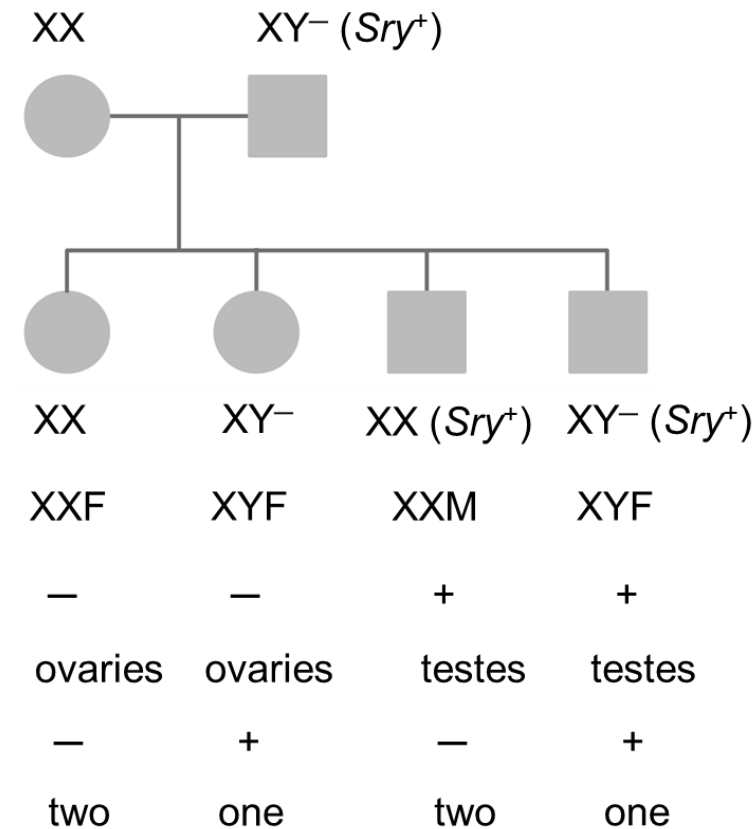 XX XY– (Sry+)
XX XY– XX (Sry+) XY– (Sry+)
XXF XYF XXM XYF
– – + +
ovaries ovaries testes testes
– + – +
two one two one